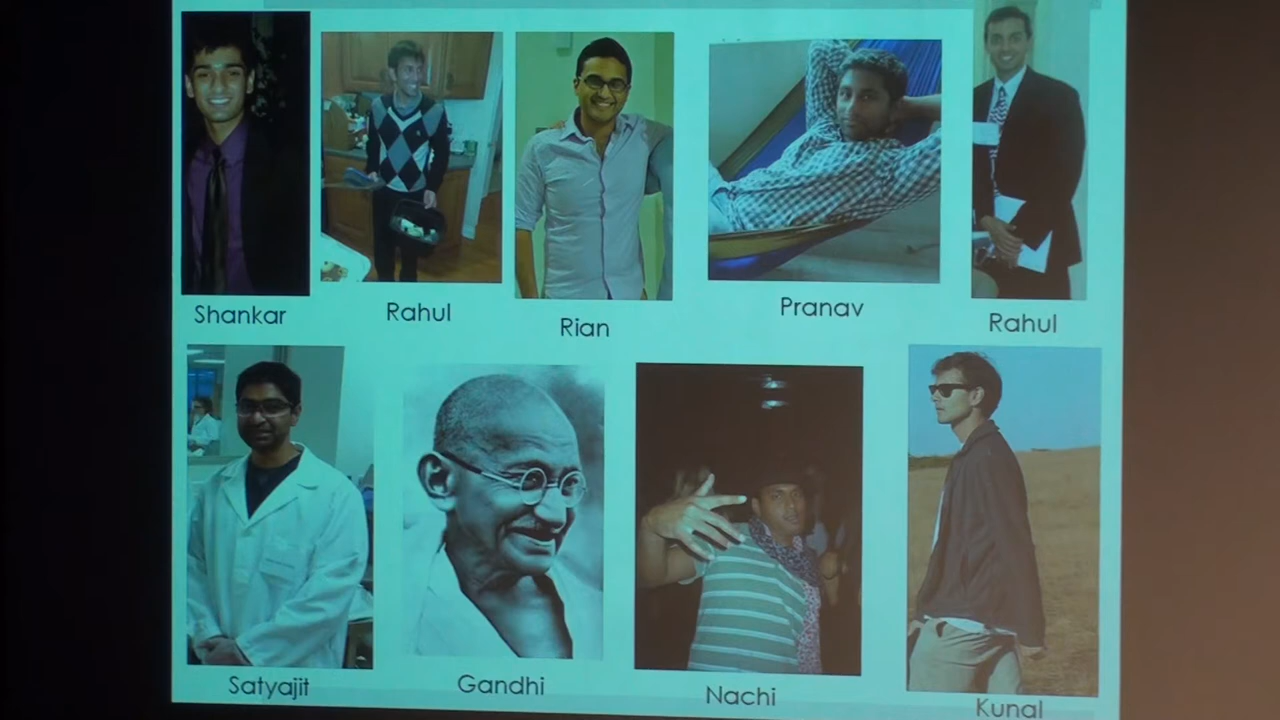 Shankar
Rahul
Rian
Pranav
Rahul
Satyajit
Gandhi
Nachi
Kunal